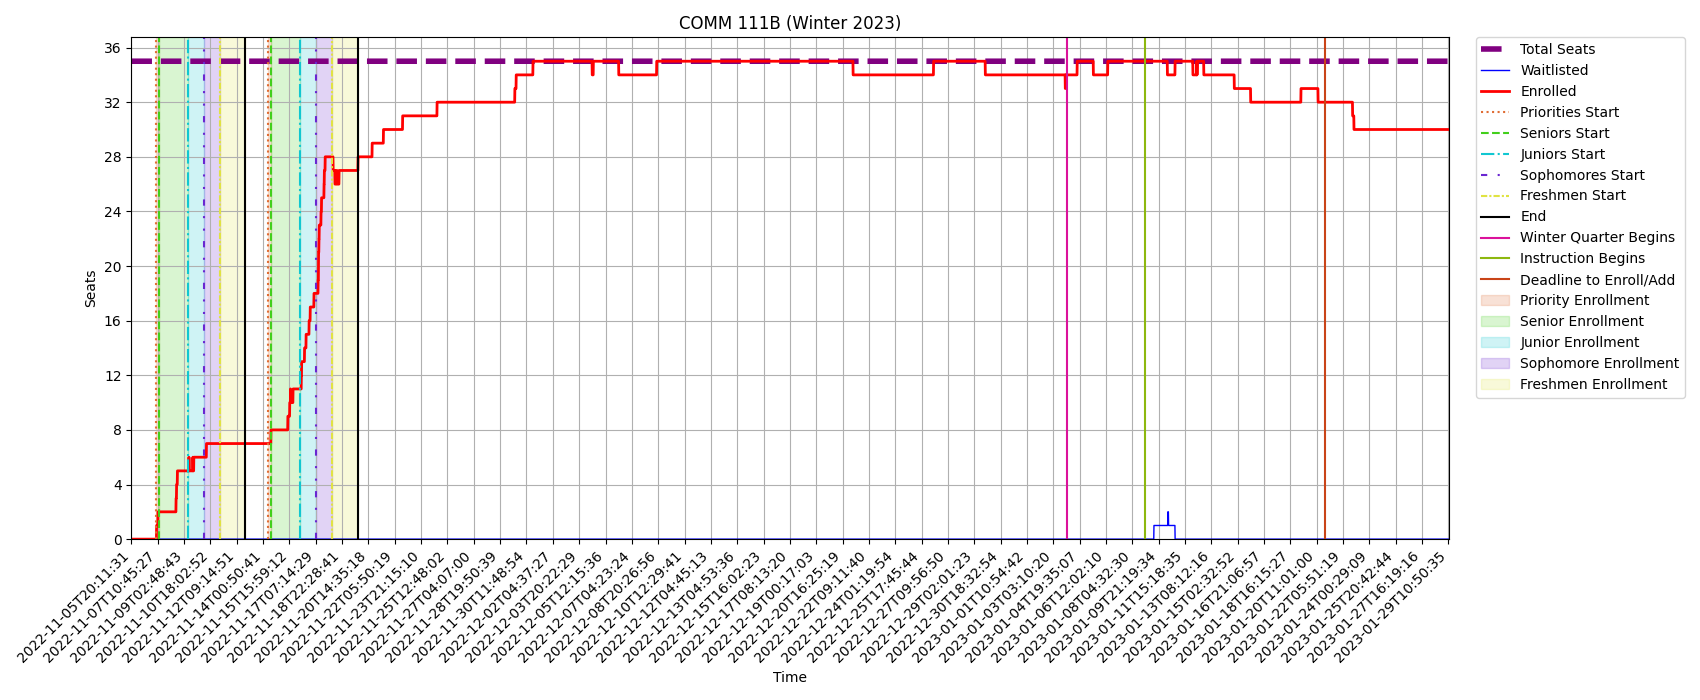 COMM 111B (Winter 2023)
Seats
36
32
28
24
20
16
12
8
4
0
2022-11-05T20:11:31
2022-11-07T10:45:27
2022-11-09T02:48:43
2022-11-10T18:02:52
2022-11-12T09:14:51
2022-11-14T00:50:41
2022-11-15T15:59:12
2022-11-17T07:14:29
2022-11-18T22:28:41
2022-11-20T14:35:18
2022-11-22T05:50:19
2022-11-23T21:15:10
2022-11-25T12:48:02
2022-11-27T04:07:00
2022-11-28T19:50:39
2022-11-30T11:48:54
2022-12-02T04:37:27
2022-12-03T20:22:29
2022-12-05T12:15:36
2022-12-07T04:23:24
2022-12-08T20:26:56
2022-12-10T12:29:41
2022-12-12T04:45:13
2022-12-13T04:53:36
2022-12-15T16:02:23
2022-12-17T08:13:20
2022-12-19T00:17:03
2022-12-20T16:25:19
2022-12-22T09:11:40
2022-12-24T01:19:54
2022-12-25T17:45:44
2022-12-27T09:56:50
2022-12-29T02:01:23
2022-12-30T18:32:54
2023-01-01T10:54:42
2023-01-03T03:10:20
2023-01-04T19:35:07
2023-01-06T12:02:10
2023-01-08T04:32:30
2023-01-09T21:19:34
2023-01-11T15:18:35
2023-01-13T08:12:16
2023-01-15T02:32:52
2023-01-16T21:06:57
2023-01-18T16:15:27
2023-01-20T11:01:00
2023-01-22T05:51:19
2023-01-24T00:29:09
2023-01-25T20:42:44
2023-01-27T16:19:16
2023-01-29T10:50:35
Time
Total Seats
Waitlisted
Enrolled
Priorities Start
Seniors Start
Juniors Start
Sophomores Start
Freshmen Start
End
Winter Quarter Begins
Instruction Begins
Deadline to Enroll/Add
Priority Enrollment
Senior Enrollment
Junior Enrollment
Sophomore Enrollment
Freshmen Enrollment